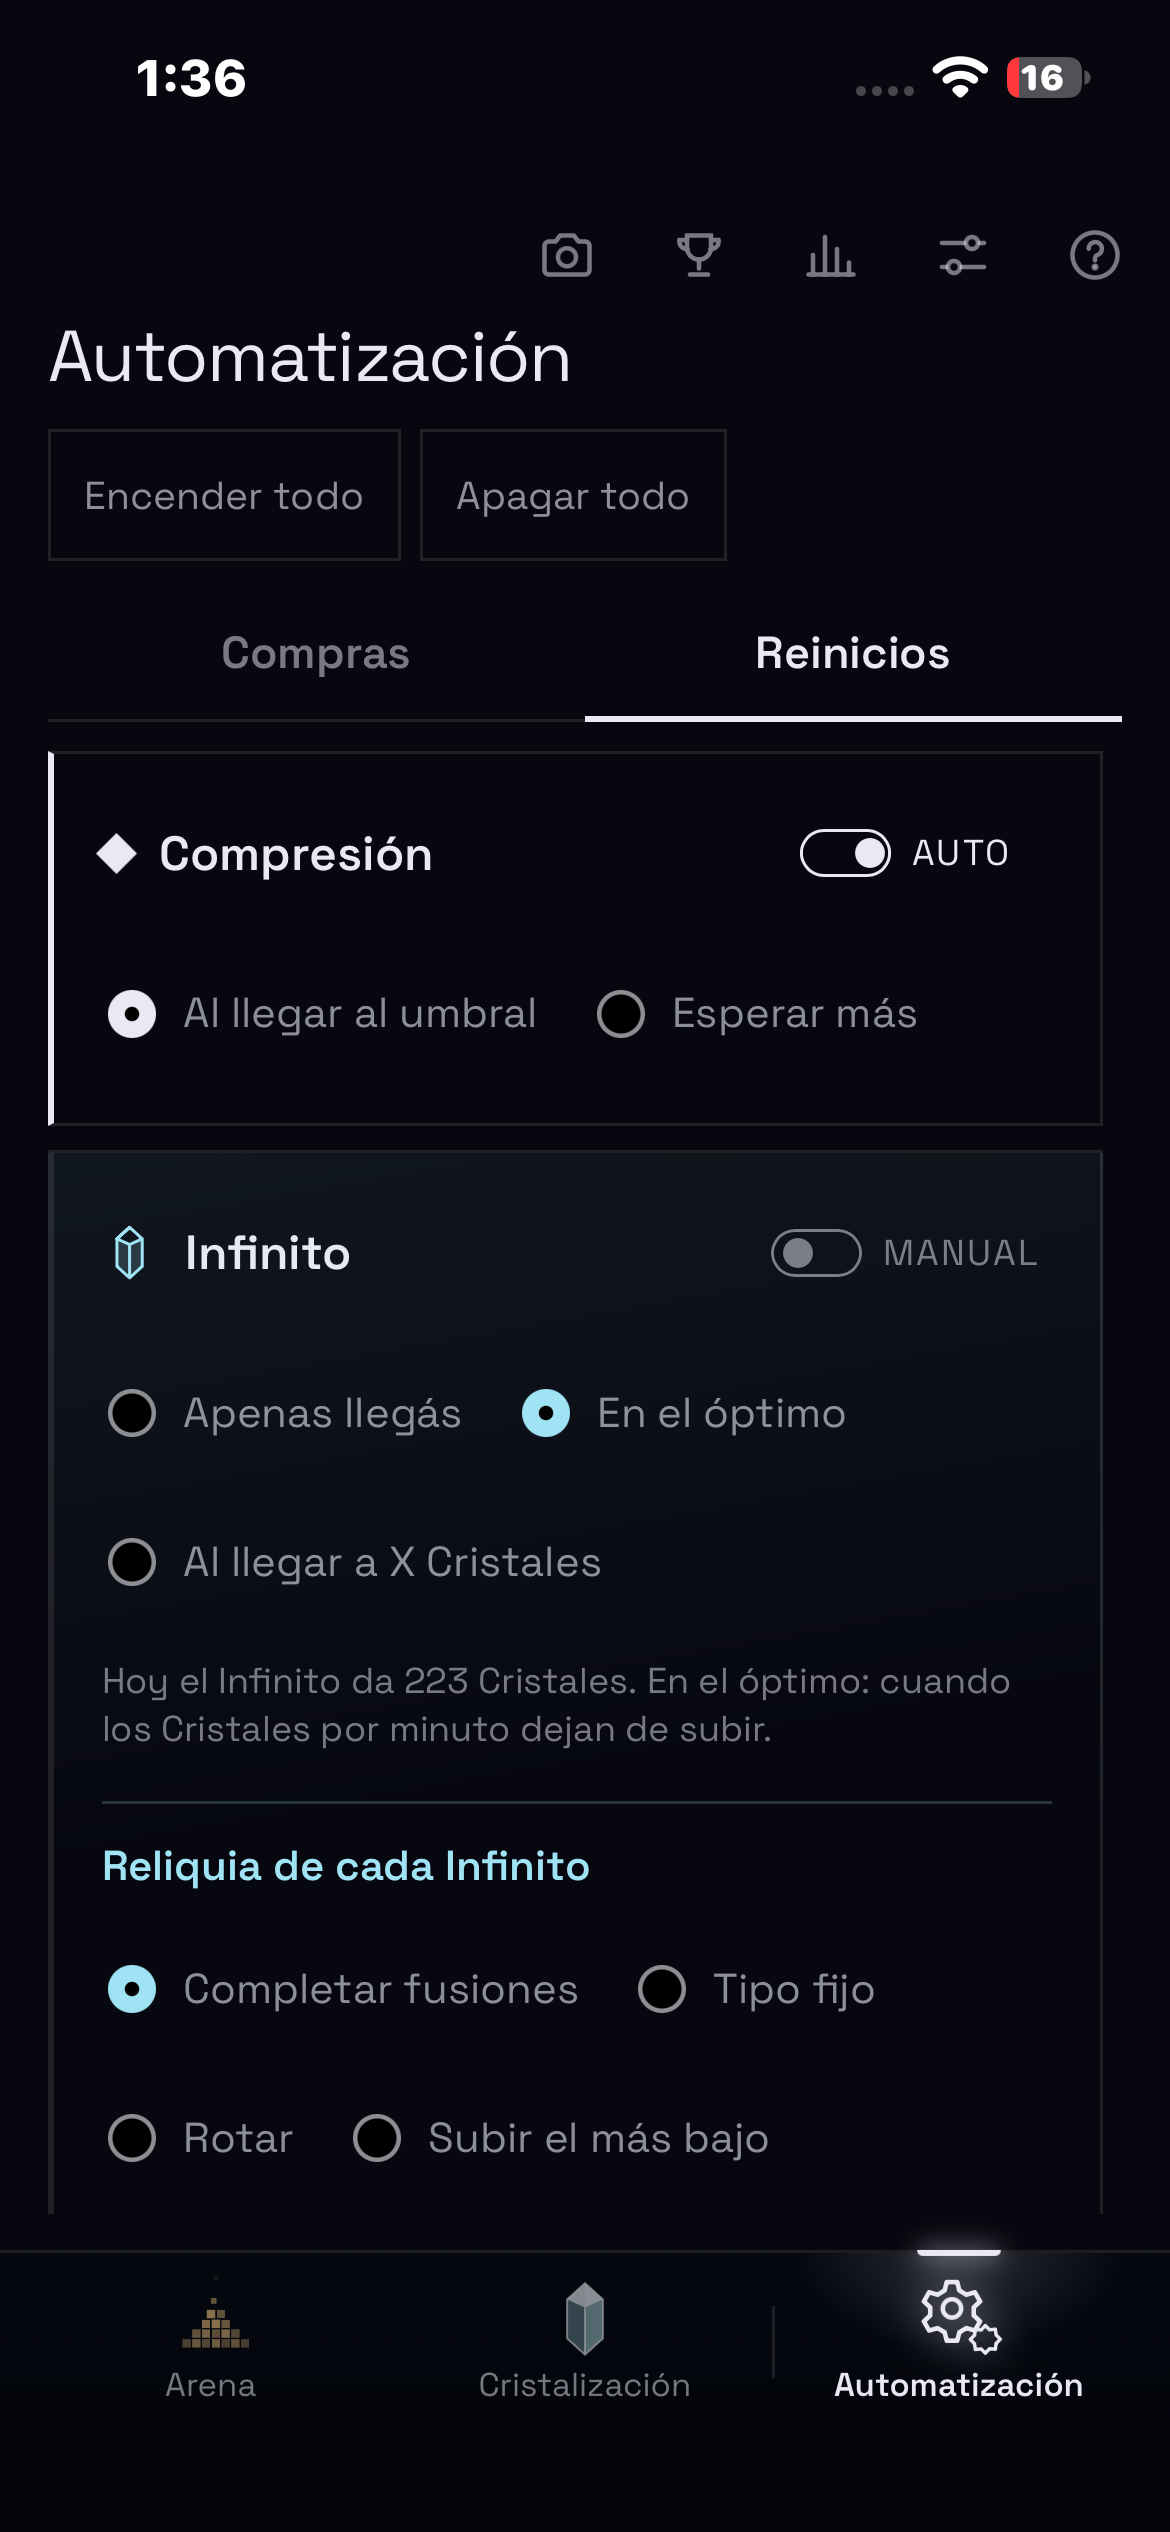 1:36
16
Automatización
Encender todo Apagar todo
Compras Reinicios
Compresión AUTO
Al llegar al umbral Esperar más
Infinito MANUAL
Apenas llegás En el óptimo
Al llegar a X Cristales
Hoy el Infinito da 223 Cristales. En el óptimo: cuando
los Cristales por minuto dejan de subir.
Reliquia de cada Infinito
Completar fusiones Tipo fijo
Rotar Subir el más bajo
Arena Cristalización Automatización